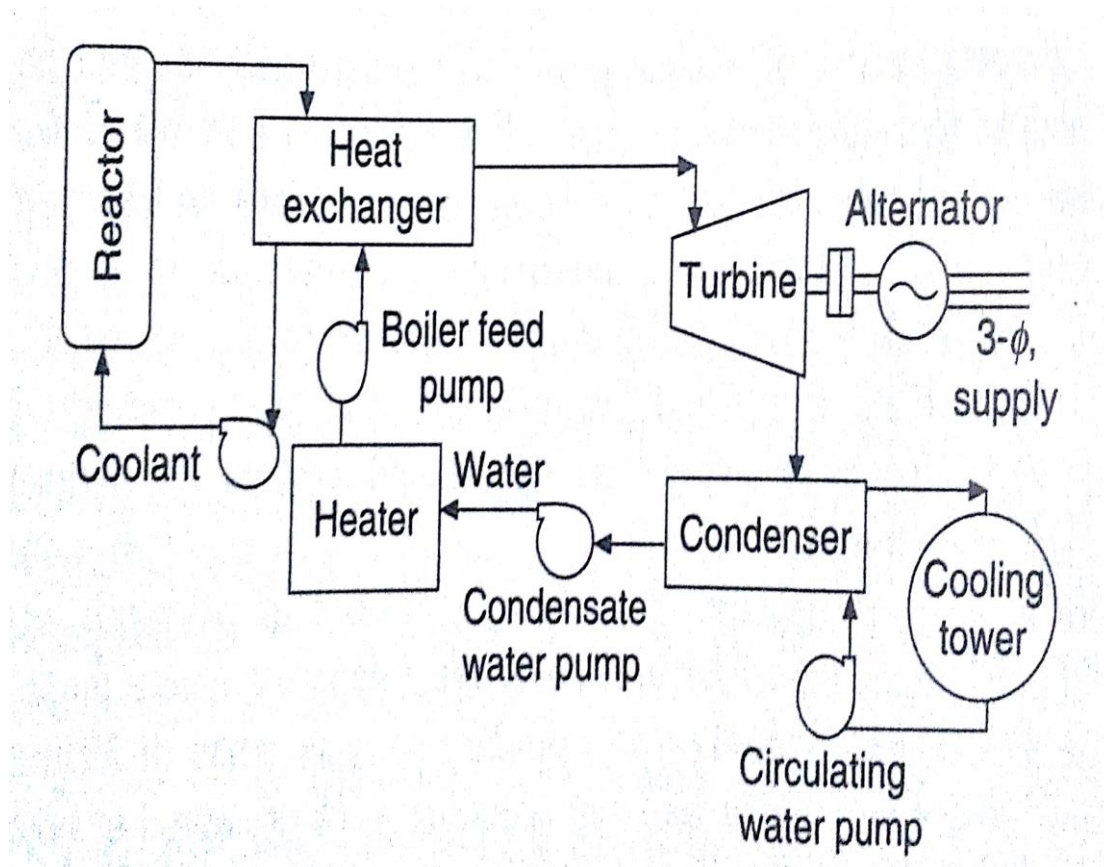 Reactor
Heat
exchanger
Alternator
Turbine
3-ϕ,
supply
Boiler feed
pump
Coolant
Water
Heater
Condenser
Cooling
tower
Condensate
water pump
Circulating
water pump